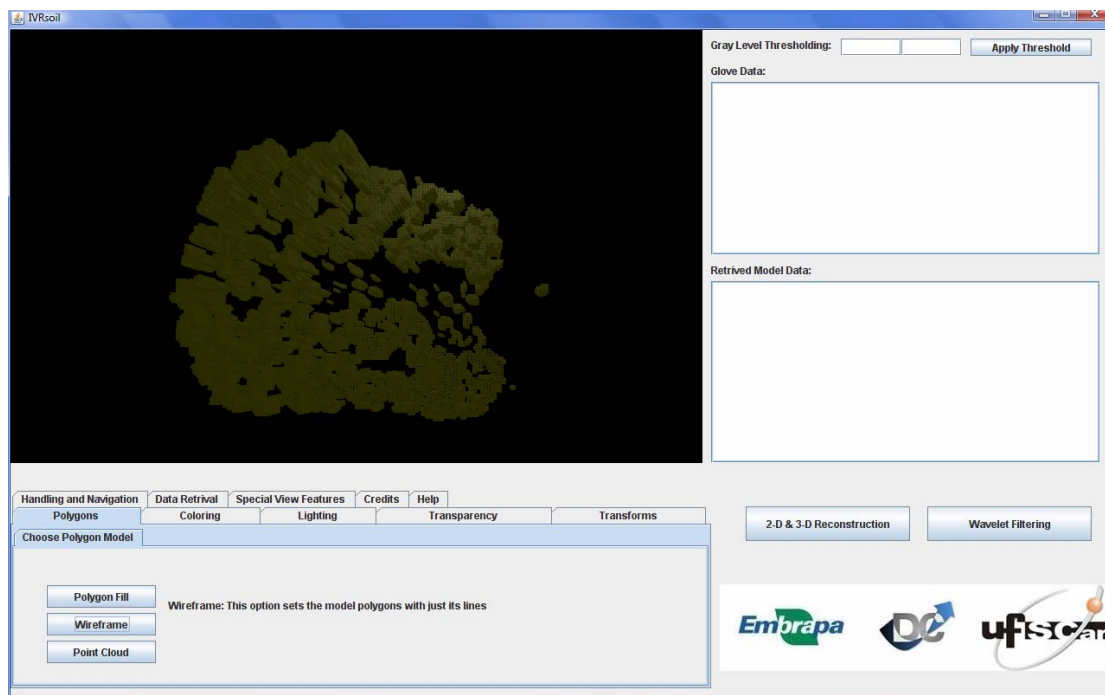 IVRsoil
Gray Level Thresholding:
Apply Threshold
Glove Data:
Retrived Model Data:
Handling and Navigation
Data Retrival
Special View Features
Credits
Help
Polygons
Coloring
Lighting
Transparency
Transforms
Choose Polygon Model
Polygon Fill
Wireframe
Point Cloud
Wireframe: This option sets the model polygons with just its lines
2-D & 3-D Reconstruction
Wavelet Filtering
Embrapa
DC
ufscar